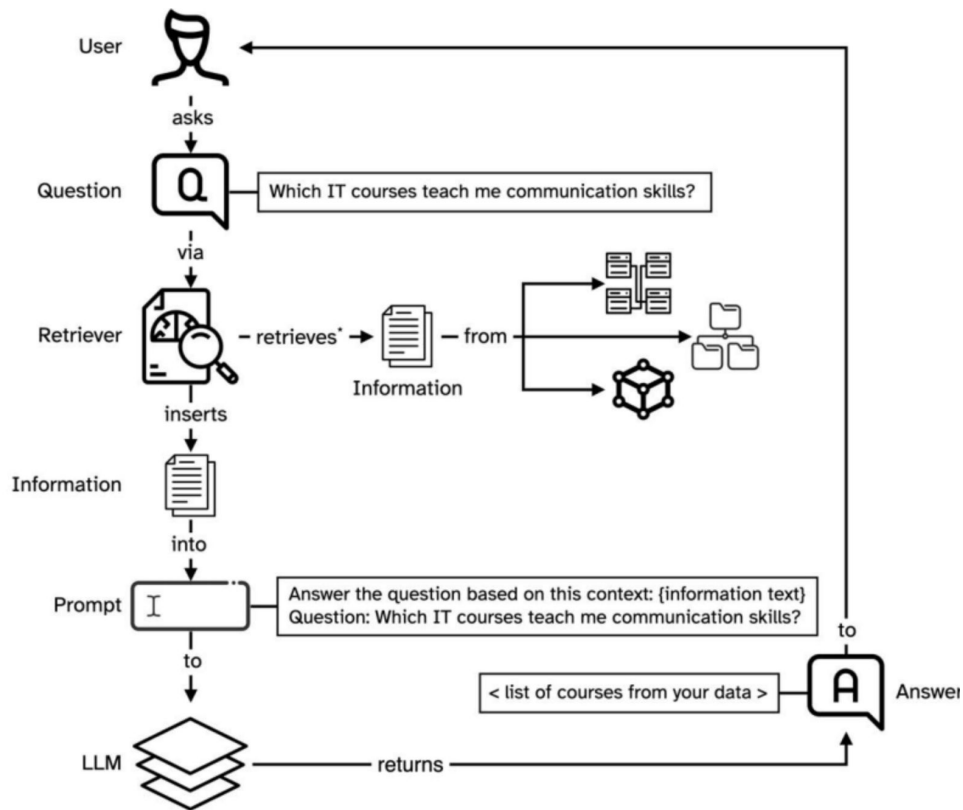 User
asks
Question
Q
Which IT courses teach me communication skills?
via
Retriever
retrieves*
Information
from
inserts
Information
into
Prompt
Answer the question based on this context: {information text}
Question: Which IT courses teach me communication skills?
to
LLM
returns
< list of courses from your data >
A
Answer
to